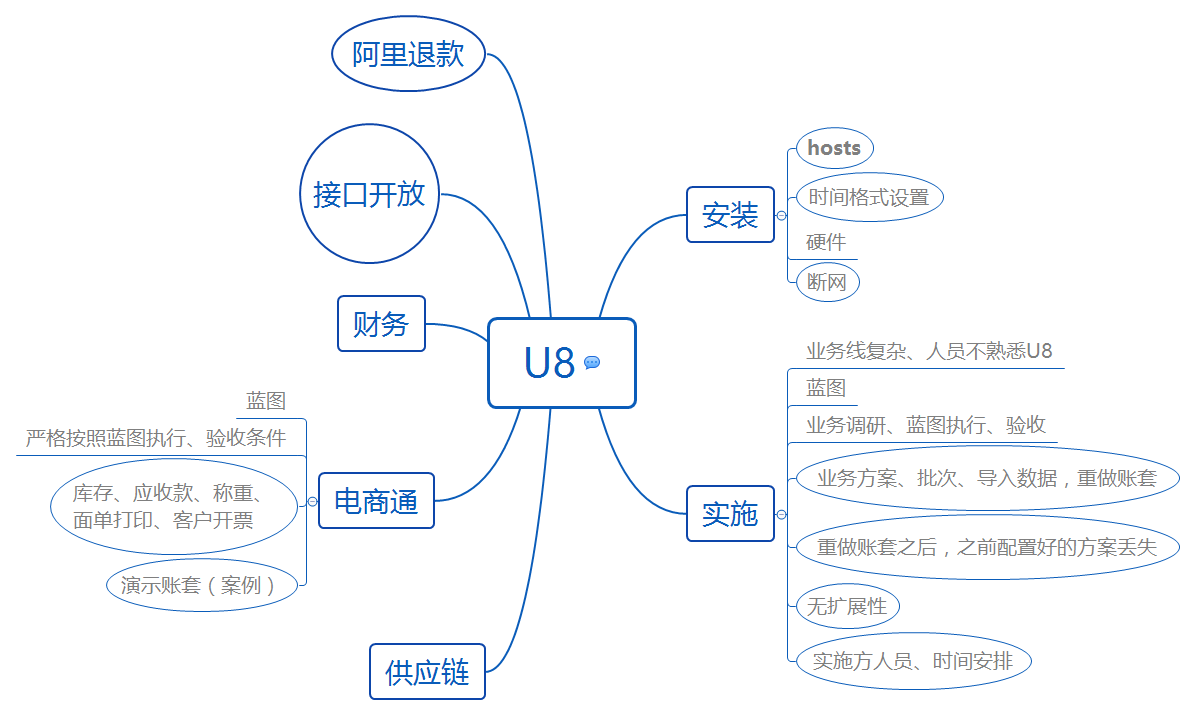 阿里退款
接口开放
财务
U8
安装
hosts
时间格式设置
硬件
断网
实施
业务线复杂、人员不熟悉U8
蓝图
业务调研、蓝图执行、验收
业务方案、批次、导入数据，重做账套
重做账套之后，之前配置好的方案丢失
无扩展性
实施方人员、时间安排
电商通
蓝图
严格按照蓝图执行、验收条件
库存、应收款、称重、
面单打印、客户开票
演示账套（案例）
供应链